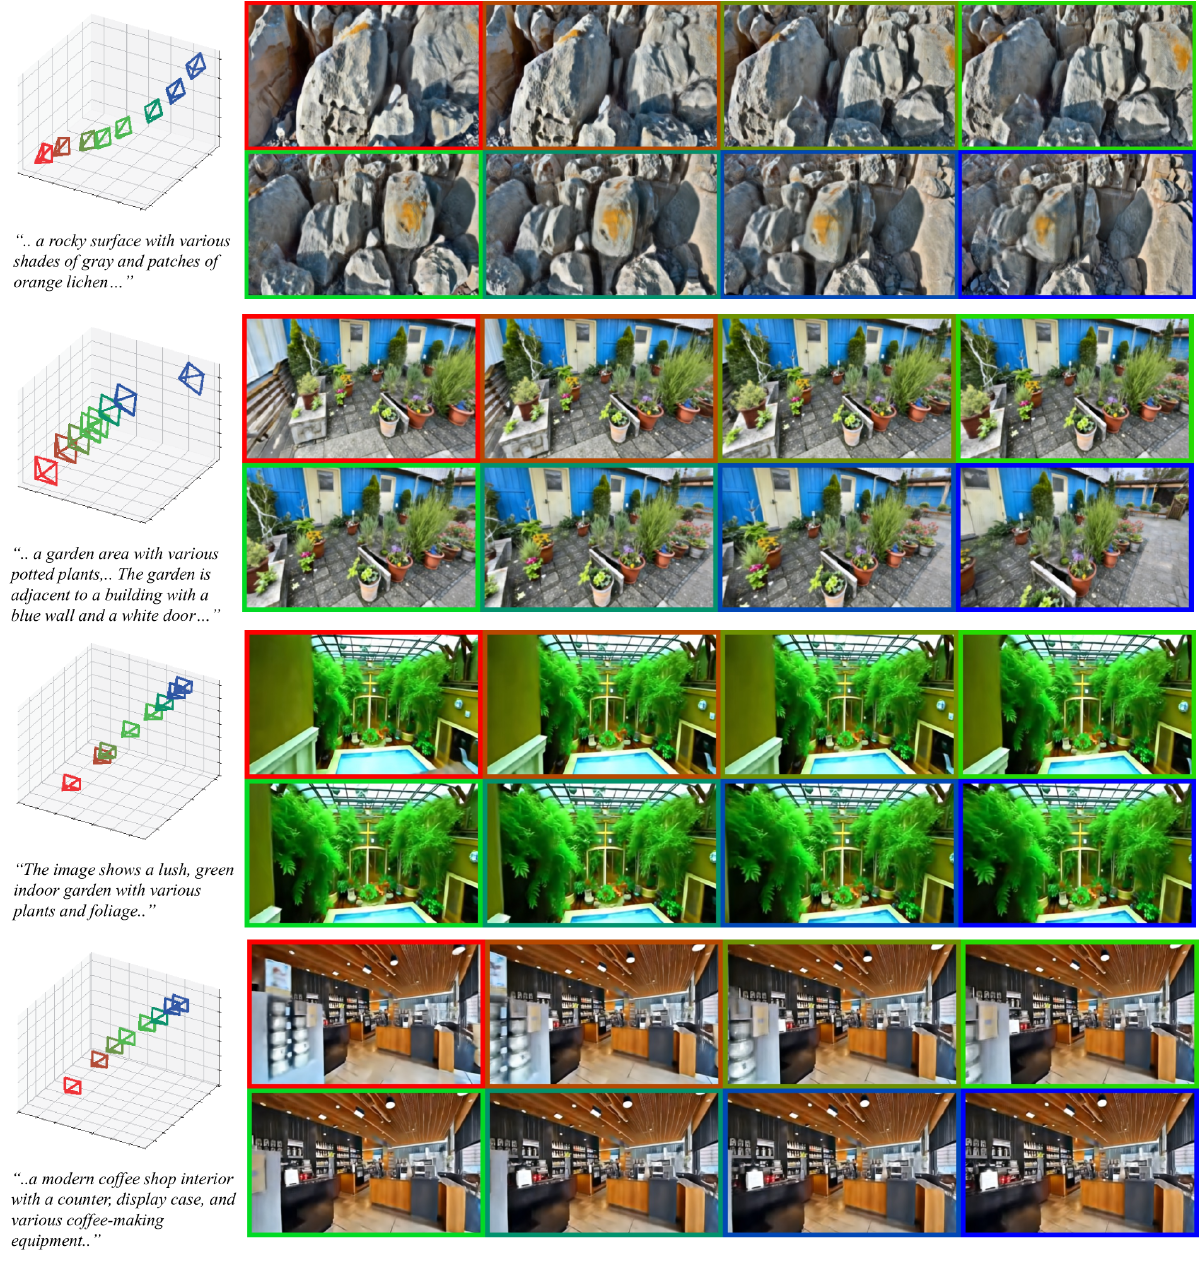 “.. a rocky surface with various
shades of gray and patches of
orange lichen…”
“.. a garden area with various
potted plants,.. The garden is
adjacent to a building with a
blue wall and a white door…”
“The image shows a lush, green
indoor garden with various
plants and foliage..”
“..a modern coffee shop interior
with a counter, display case, and
various coffee-making
equipment..”